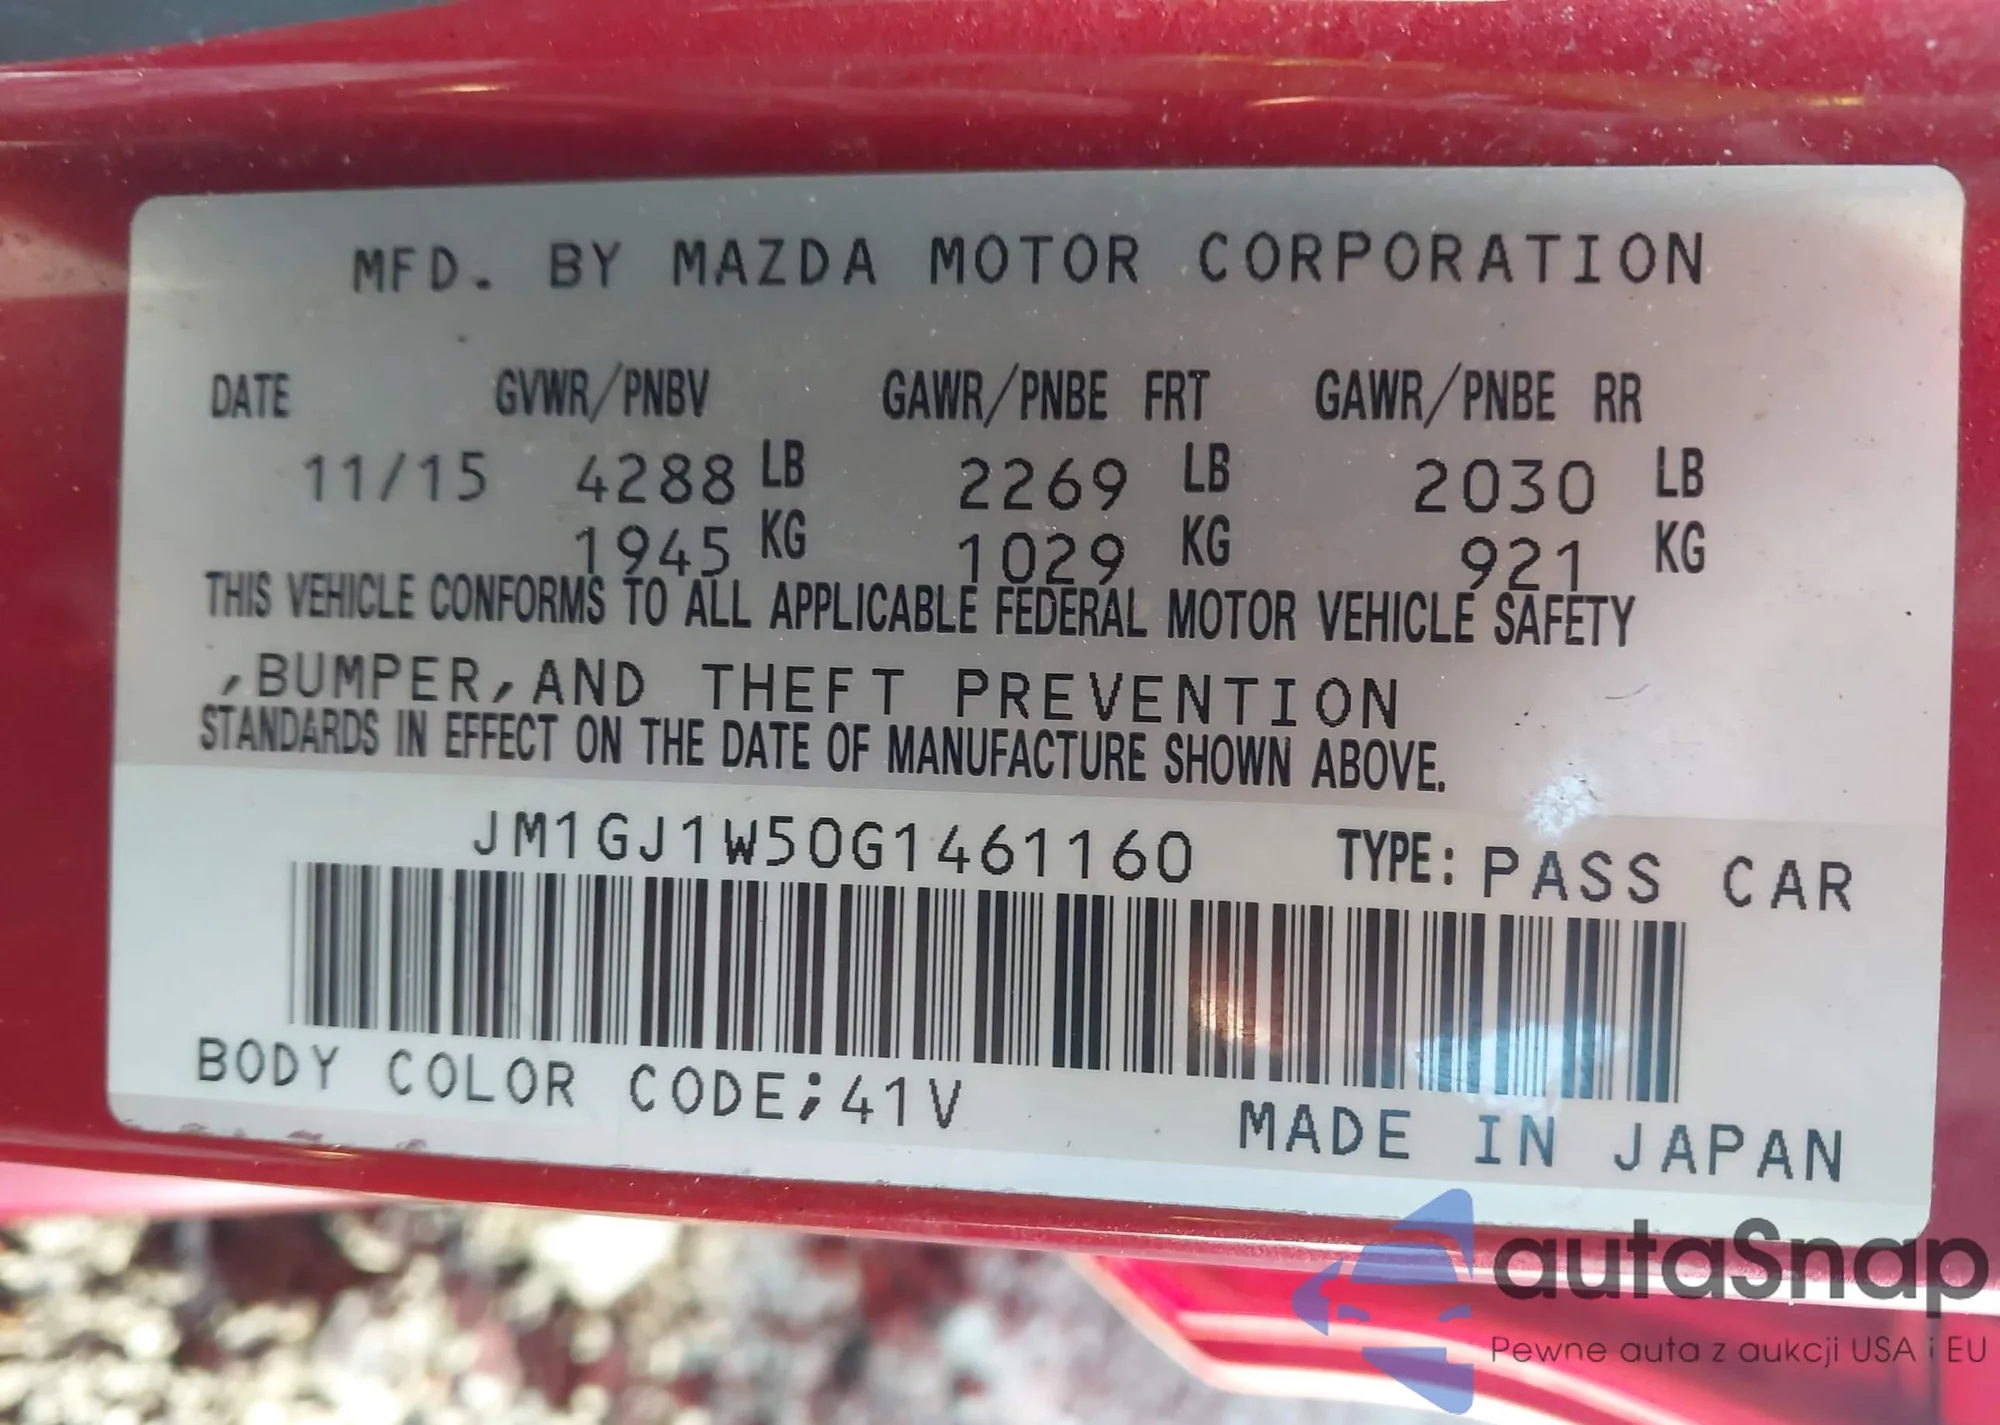 MFD. BY MAZDA MOTOR CORPORATION
DATE GVWR/PNBV GAWR/PNBE FRT GAWR/PNBE RR
11/15 4288 LB 2269 LB 2030 LB
1945 KG 1029 KG 921 KG
THIS VEHICLE CONFORMS TO ALL APPLICABLE FEDERAL MOTOR VEHICLE SAFETY
,BUMPER,AND THEFT PREVENTION
STANDARDS IN EFFECT ON THE DATE OF MANUFACTURE SHOWN ABOVE.
JM1GJ1W50G1461160 TYPE: PASS CAR
BODY COLOR CODE;41V
MADE IN JAPAN
autaSnap
Pewne auta z aukcji USA i EU